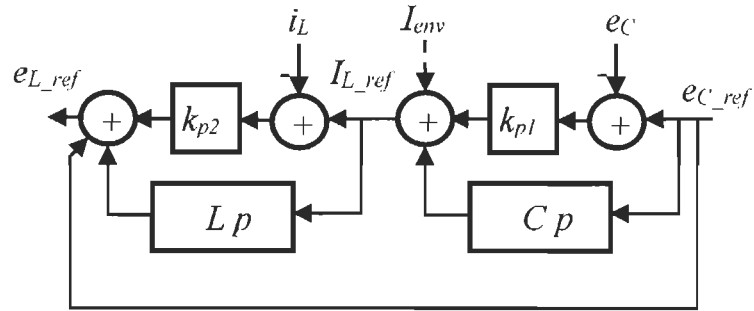 i_L I_env e_C
e_L_ref I_L_ref e_C_ref
+ k_p2 + + k_p1 +
L p C p